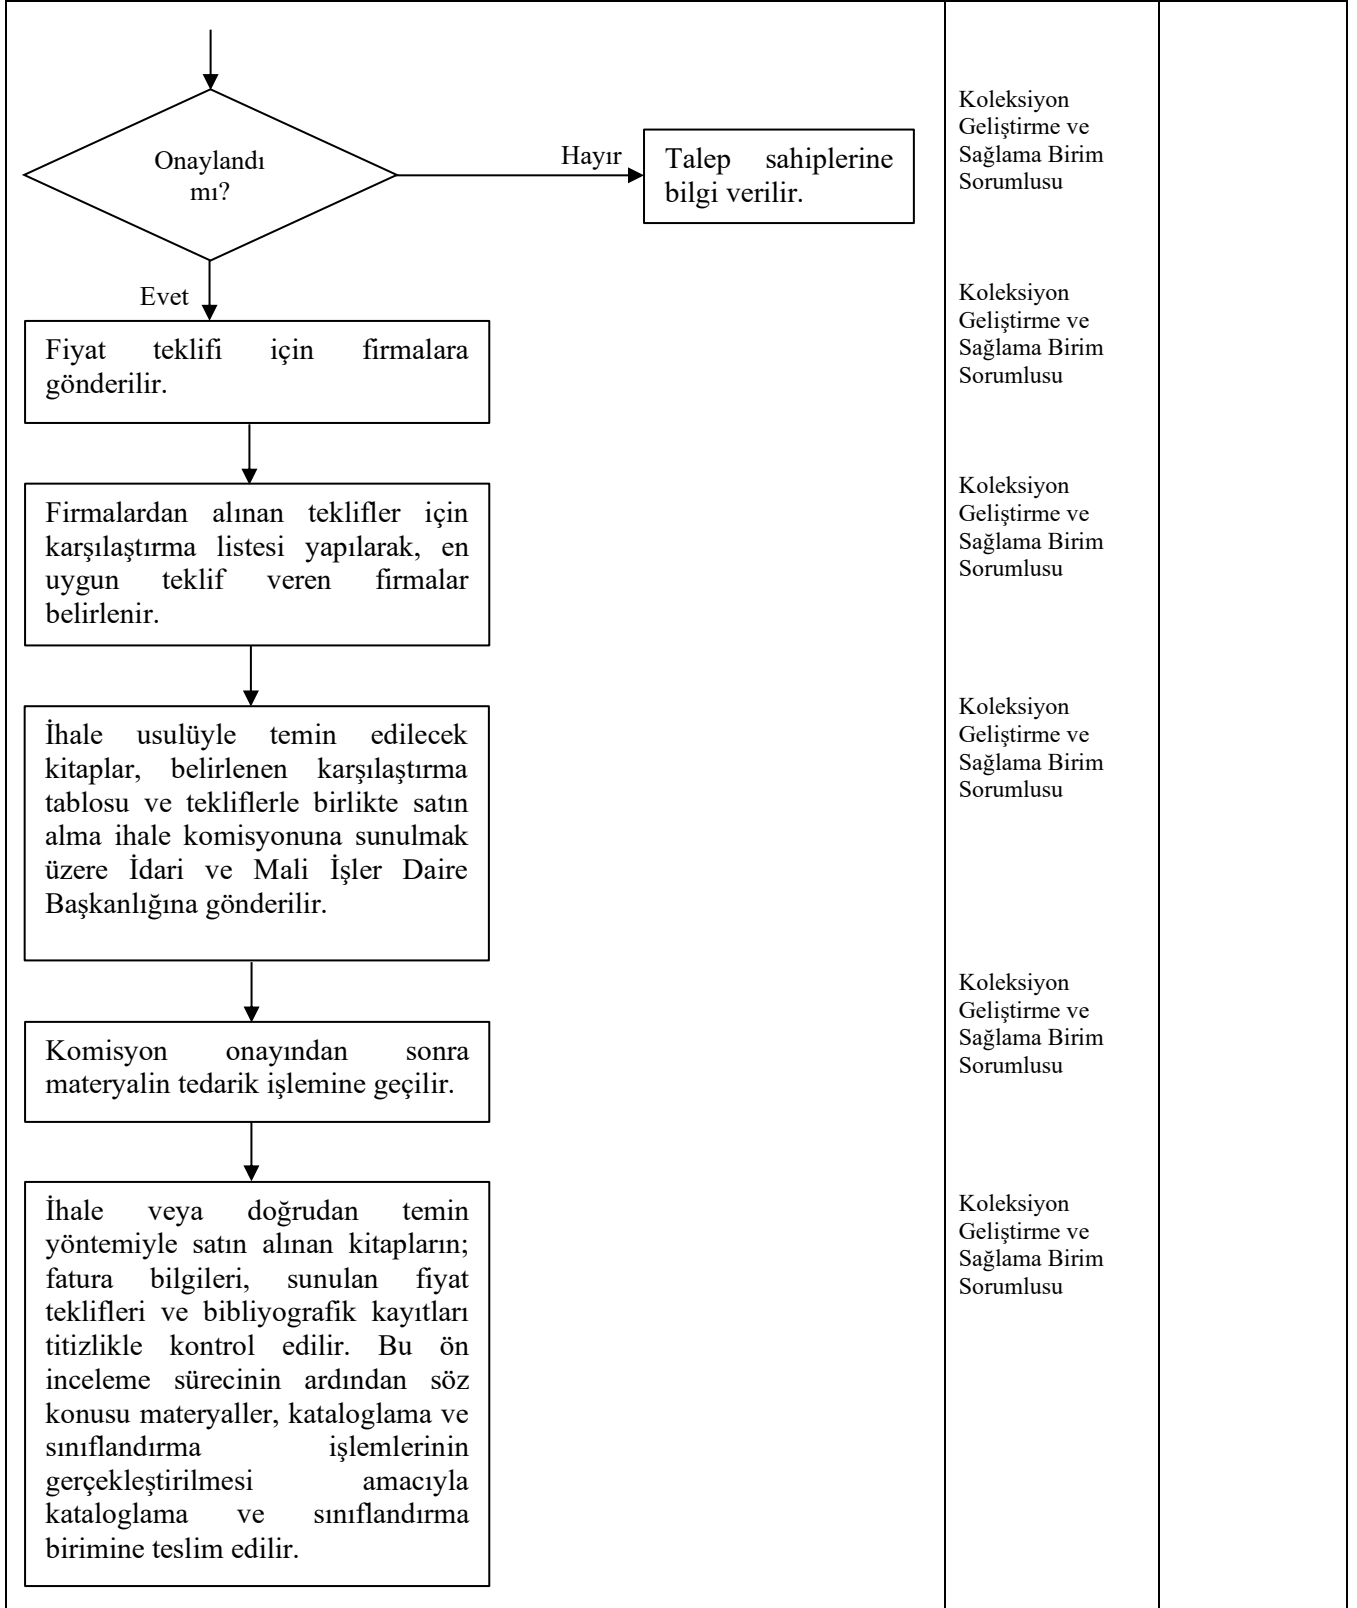 Onaylandı
mı?
Hayır
Talep sahiplerine
bilgi verilir.
Koleksiyon
Geliştirme ve
Sağlama Birim
Sorumlusu
Evet
Fiyat teklifi için firmalara
gönderilir.
Koleksiyon
Geliştirme ve
Sağlama Birim
Sorumlusu
Firmalardan alınan teklifler için
karşılaştırma listesi yapılarak, en
uygun teklif veren firmalar
belirlenir.
Koleksiyon
Geliştirme ve
Sağlama Birim
Sorumlusu
İhale usulüyle temin edilecek
kitaplar, belirlenen karşılaştırma
tablosu ve tekliflerle birlikte satın
alma ihale komisyonuna sunulmak
üzere İdari ve Mali İşler Daire
Başkanlığına gönderilir.
Koleksiyon
Geliştirme ve
Sağlama Birim
Sorumlusu
Komisyon onayından sonra
materyalin tedarik işlemine geçilir.
Koleksiyon
Geliştirme ve
Sağlama Birim
Sorumlusu
İhale veya doğrudan temin
yöntemiyle satın alınan kitapların;
fatura bilgileri, sunulan fiyat
teklifleri ve bibliyografik kayıtları
titizlikle kontrol edilir. Bu ön
inceleme sürecinin ardından söz
konusu materyaller, kataloglama ve
sınıflandırma işlemlerinin
gerçekleştirilmesi amacıyla
kataloglama ve sınıflandırma
birimine teslim edilir.
Koleksiyon
Geliştirme ve
Sağlama Birim
Sorumlusu